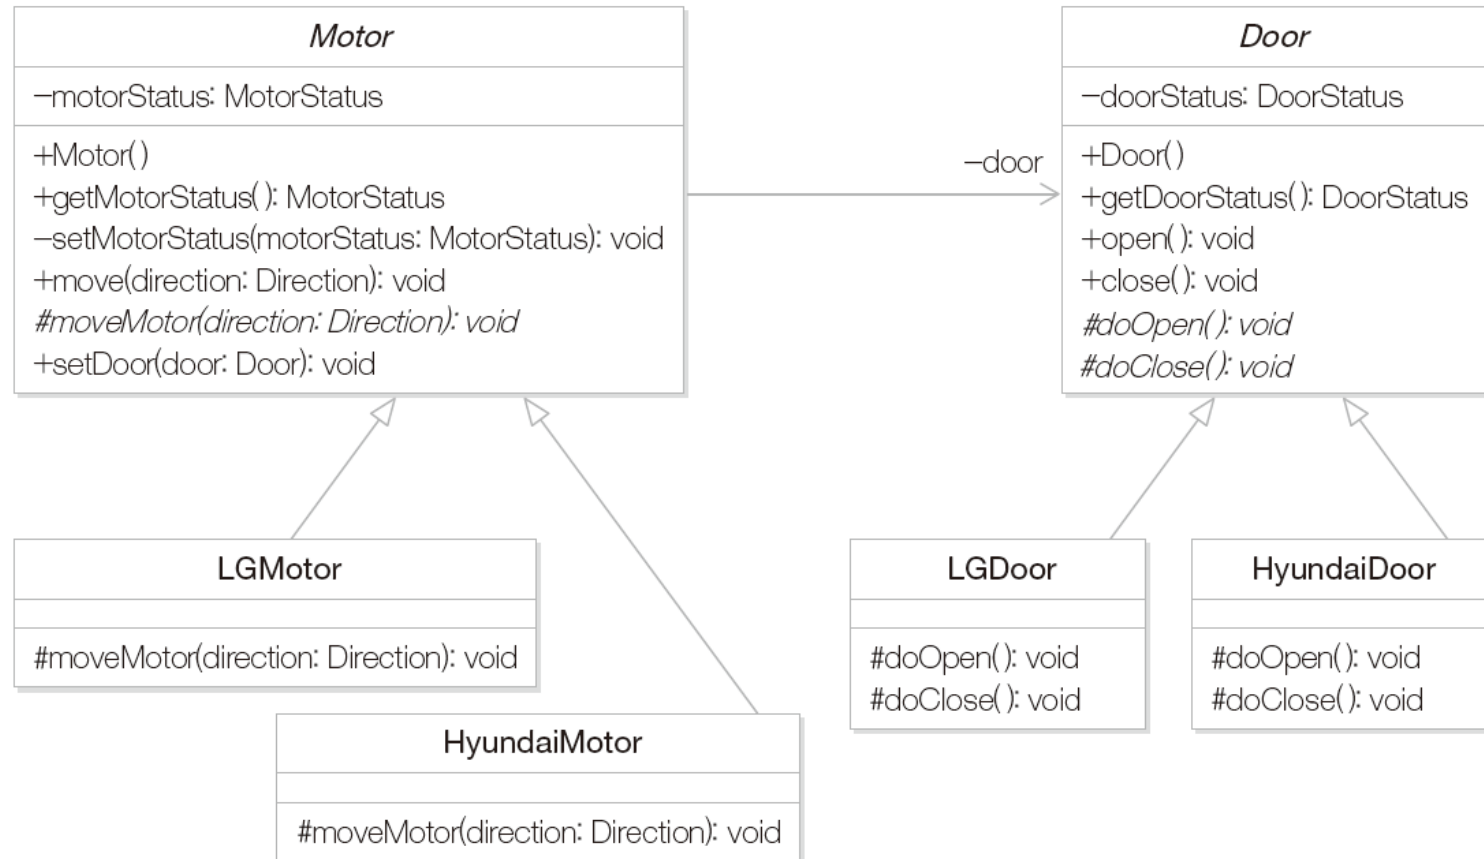 Motor
−motorStatus: MotorStatus
+Motor()
+getMotorStatus(): MotorStatus
−setMotorStatus(motorStatus: MotorStatus): void
+move(direction: Direction): void
#moveMotor(direction: Direction): void
+setDoor(door: Door): void
−door
Door
−doorStatus: DoorStatus
+Door()
+getDoorStatus(): DoorStatus
+open(): void
+close(): void
#doOpen(): void
#doClose(): void
LGMotor
#moveMotor(direction: Direction): void
HyundaiMotor
#moveMotor(direction: Direction): void
LGDoor
#doOpen(): void
#doClose(): void
HyundaiDoor
#doOpen(): void
#doClose(): void